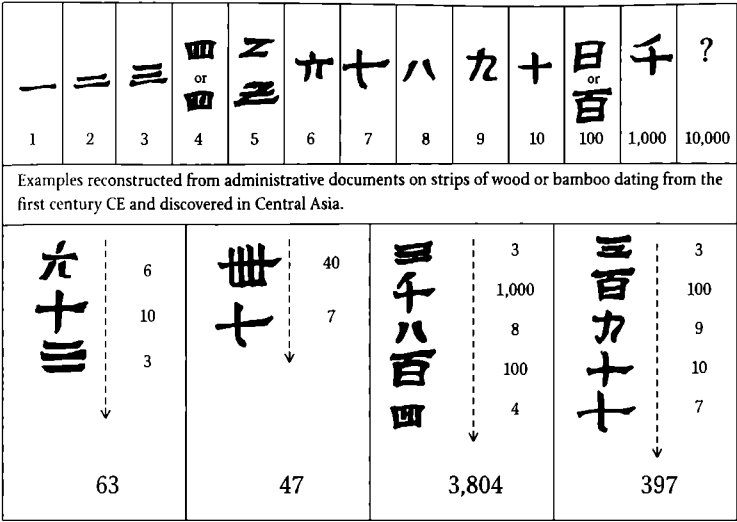 一 二 三 四 or 四 六 七 八 九 十 日 or 百 千 ?
1 2 3 4 5 6 7 8 9 10 100 1,000 10,000
Examples reconstructed from administrative documents on strips of wood or bamboo dating from the
first century CE and discovered in Central Asia.
六 6
十 10
三 3
63
卌 40
七 7
47
三 3
千 1,000
八 8
百 100
四 4
3,804
三 3
百 100
九 9
十 10
七 7
397